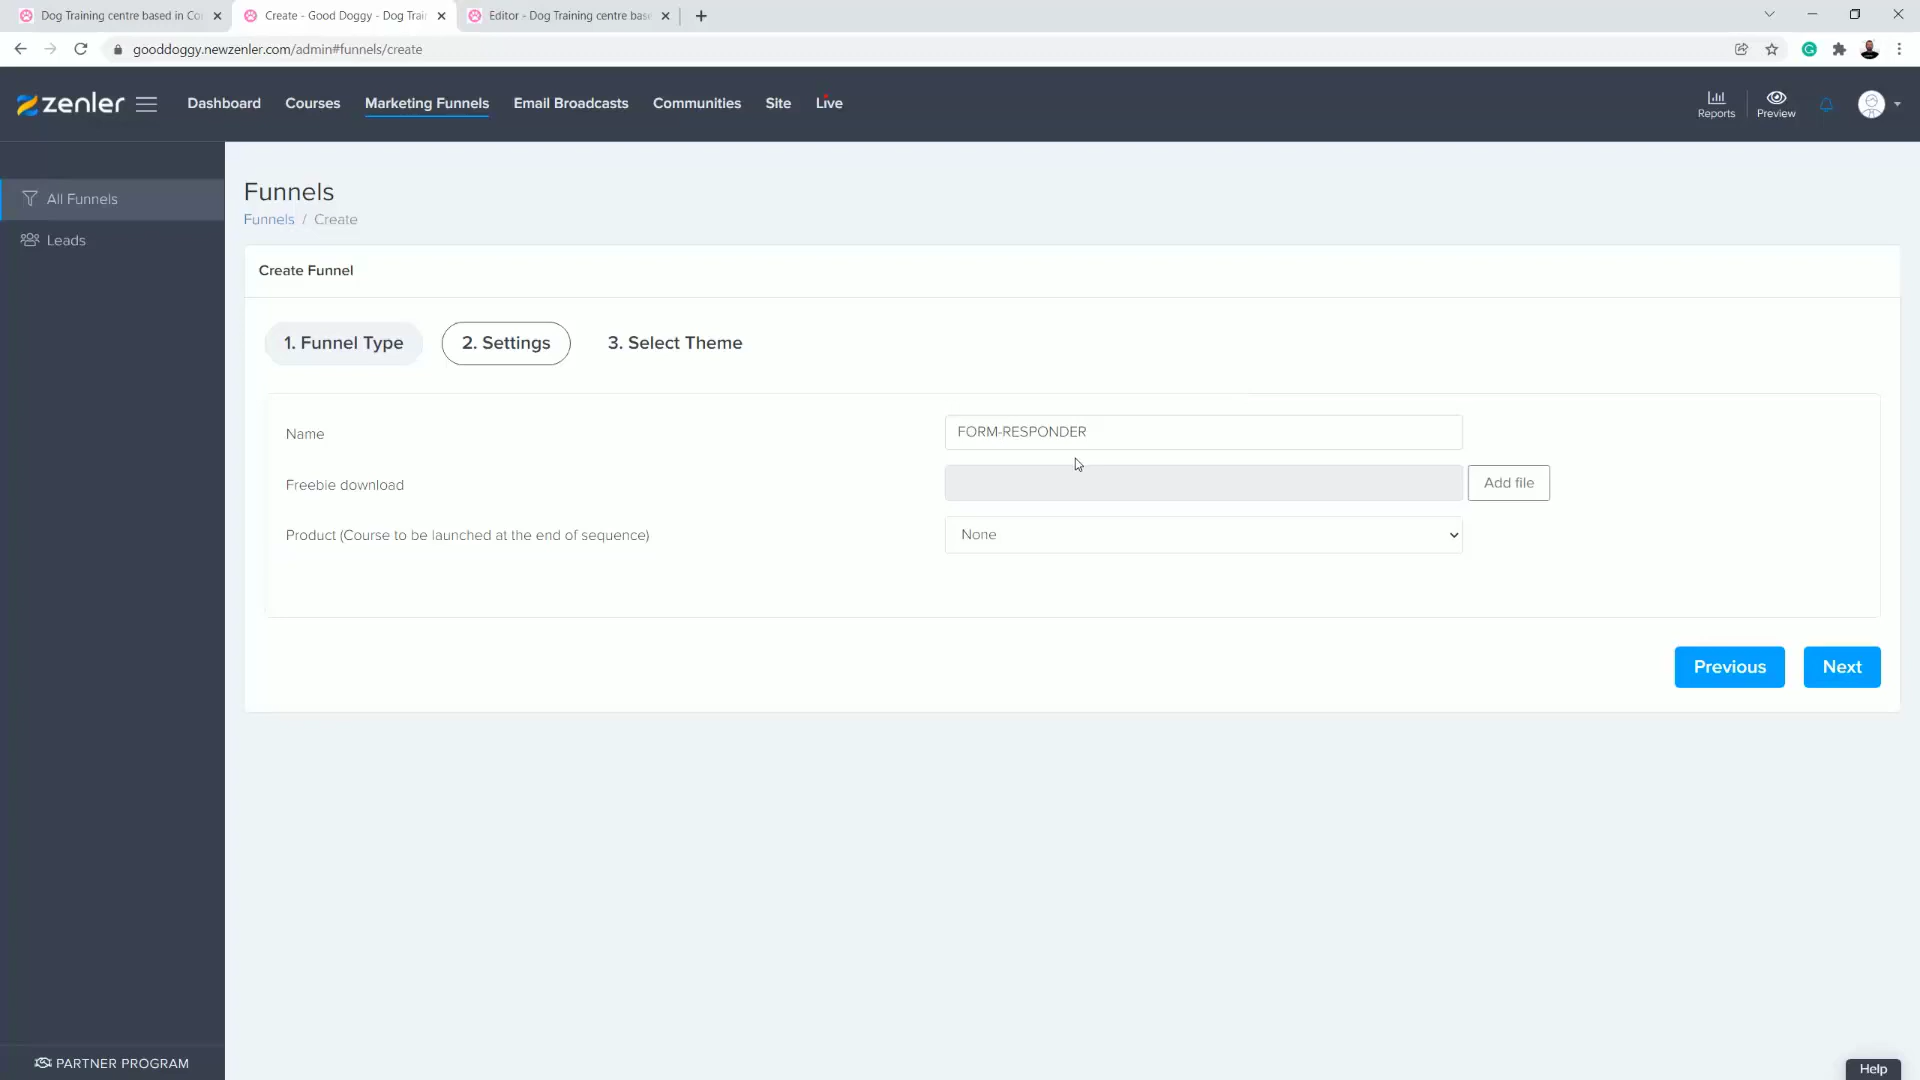 Dog Training centre based in Co
Create - Good Doggy - Dog Trai
Editor - Dog Training centre bas
gooddoggy.newzenler.com/admin#funnels/create
zenler
Dashboard
Courses
Marketing Funnels
Email Broadcasts
Communities
Site
Live
Reports
Preview
All Funnels
Leads
Funnels
Funnels / Create
Create Funnel
1. Funnel Type
2. Settings
3. Select Theme
Name
FORM-RESPONDER
Freebie download
Add file
Product (Course to be launched at the end of sequence)
None
Previous
Next
PARTNER PROGRAM
Help